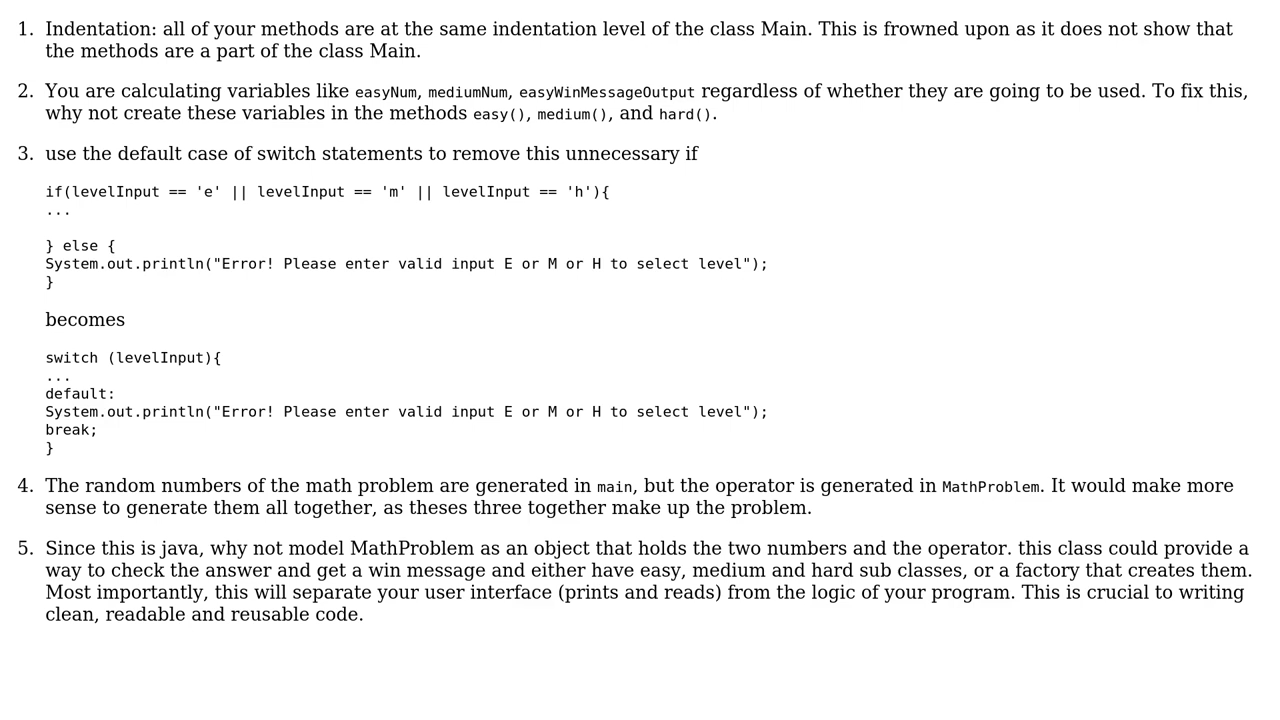 1. Indentation: all of your methods are at the same indentation level of the class Main. This is frowned upon as it does not show that
the methods are a part of the class Main.
2. You are calculating variables like easyNum, mediumNum, easyWinMessageOutput regardless of whether they are going to be used. To fix this,
why not create these variables in the methods easy(), medium(), and hard().
3. use the default case of switch statements to remove this unnecessary if
if(levelInput == 'e' || levelInput == 'm' || levelInput == 'h'){
...
} else {
System.out.println("Error! Please enter valid input E or M or H to select level");
}
becomes
switch (levelInput){
...
default:
System.out.println("Error! Please enter valid input E or M or H to select level");
break;
}
4. The random numbers of the math problem are generated in main, but the operator is generated in MathProblem. It would make more
sense to generate them all together, as theses three together make up the problem.
5. Since this is java, why not model MathProblem as an object that holds the two numbers and the operator. this class could provide a
way to check the answer and get a win message and either have easy, medium and hard sub classes, or a factory that creates them.
Most importantly, this will separate your user interface (prints and reads) from the logic of your program. This is crucial to writing
clean, readable and reusable code.